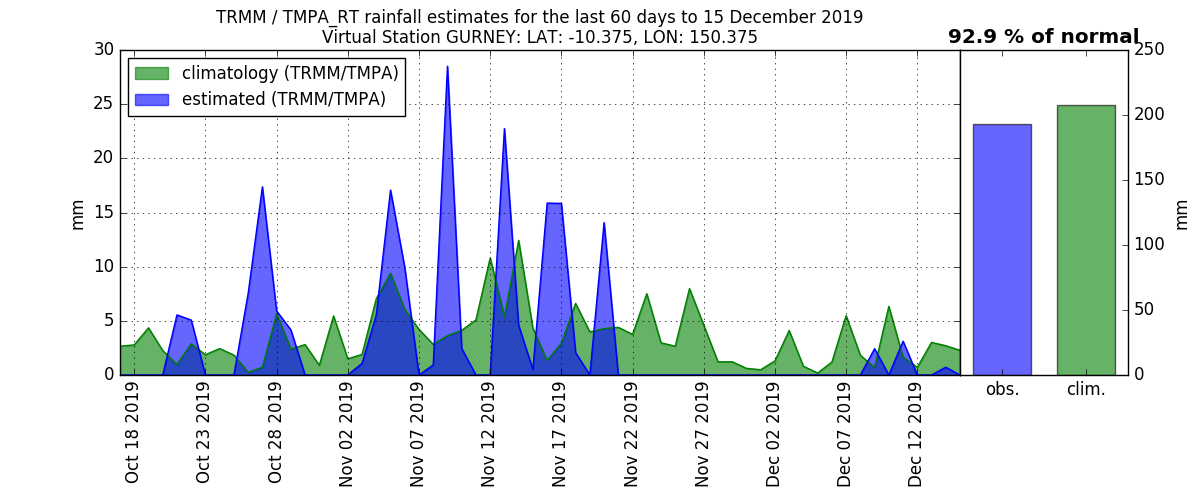 TRMM / TMPA_RT rainfall estimates for the last 60 days to 15 December 2019
Virtual Station GURNEY: LAT: -10.375, LON: 150.375
92.9 % of normal
climatology (TRMM/TMPA)
estimated (TRMM/TMPA)
30
25
20
15
10
5
0
mm
Oct 18 2019
Oct 23 2019
Oct 28 2019
Nov 02 2019
Nov 07 2019
Nov 12 2019
Nov 17 2019
Nov 22 2019
Nov 27 2019
Dec 02 2019
Dec 07 2019
Dec 12 2019
250
200
150
100
50
0
mm
obs.
clim.